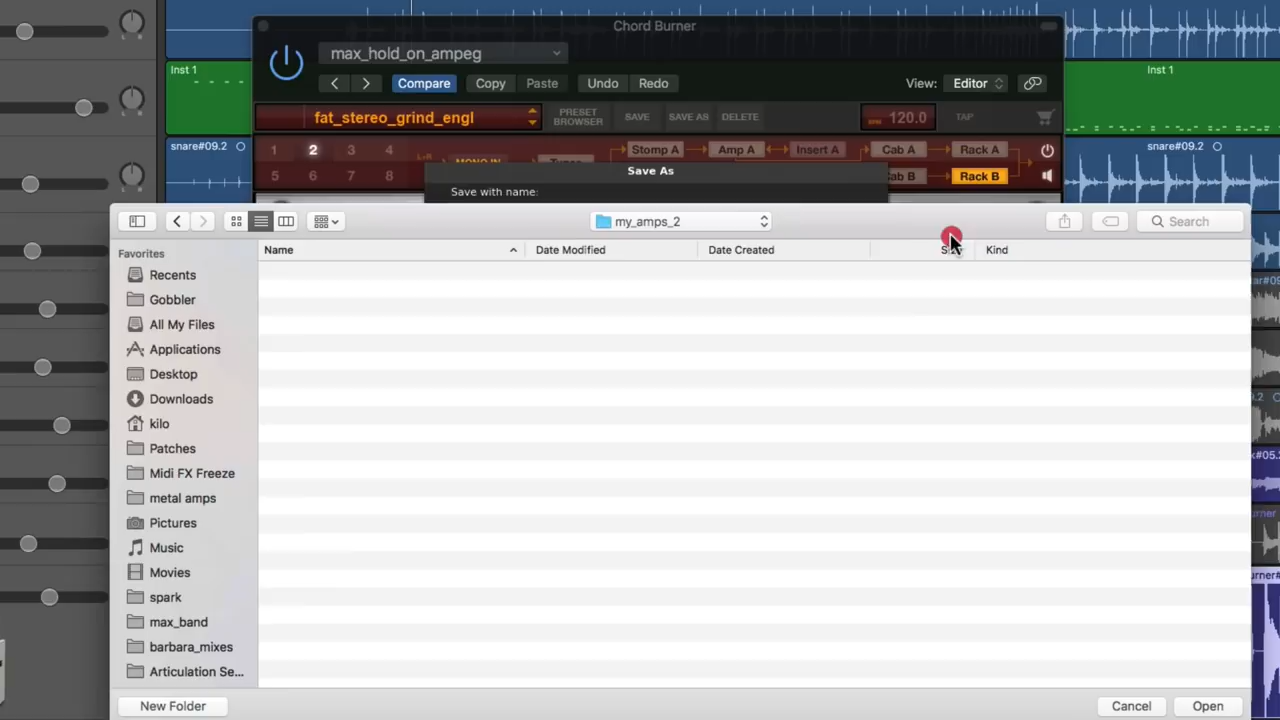 Chord Burner
max_hold_on_ampeg
Inst 1
Compare Copy Paste Undo Redo View: Editor
Inst 1
fat_stereo_grind_engl PRESET BROWSER SAVE SAVE AS DELETE BPM 120.0 TAP
snare#09.2
1 2 3 4 Stomp A Amp A Insert A Cab A Rack A
snare#09.2
MONO IN
5 6 7 8 Cab B Rack B
Save As
Save with name:
my_amps_2 Search
Name Date Modified Date Created Kind
Favorites
Recents
Gobbler
All My Files
Applications
Desktop
Downloads
kilo
Patches
Midi FX Freeze
metal amps
Pictures
Music
Movies
spark
max_band
barbara_mixes
Articulation Se...
New Folder Cancel Open